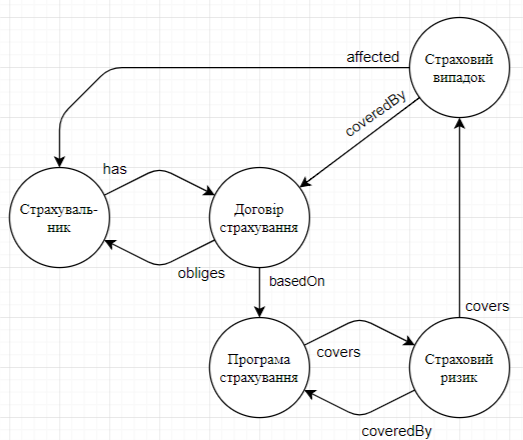 affected
Страховий
випадок
coveredBy
has
Страхуваль-
ник
Договір
страхування
obliges
basedOn
covers
covers
Програма
страхування
Страховий
ризик
coveredBy